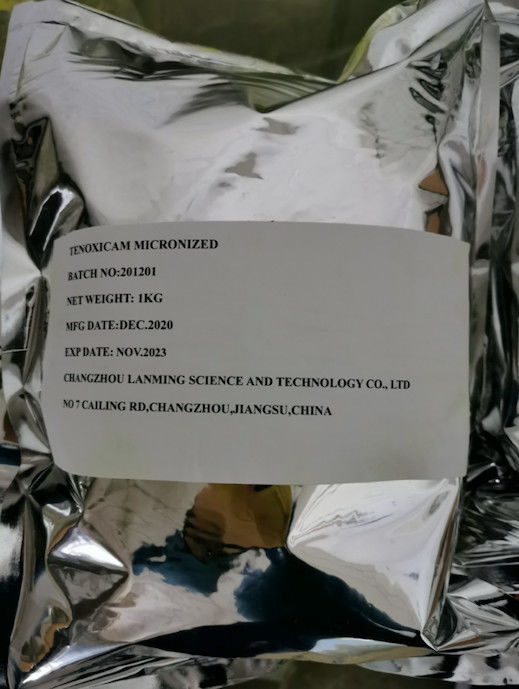 TENOXICAM MICRONIZED
BATCH NO:201201
NET WEIGHT: 1KG
MFG DATE:DEC.2020
EXP DATE: NOV.2023
CHANGZHOU LANMING SCIENCE AND TECHNOLOGY CO., LTD
NO 7 CAILING RD,CHANGZHOU,JIANGSU,CHINA